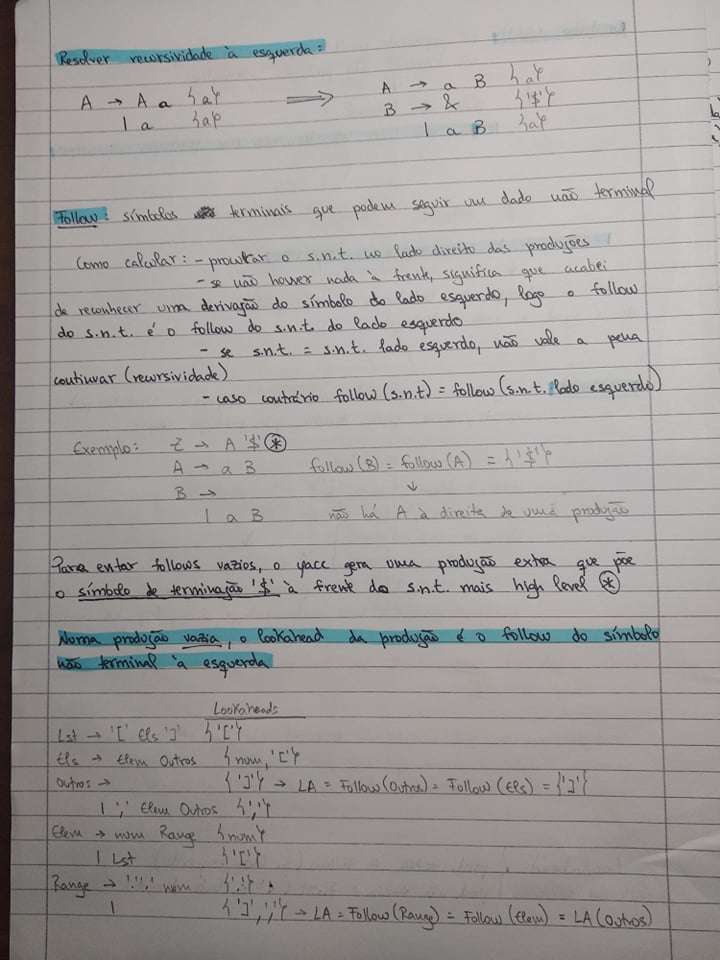 Resolver recursividade à esquerda:
A → A a {a} ⟹ A → a B {a}
| a {a} B → & {'$'}
| a B {a}
Follow: símbolos terminais que podem seguir um dado não terminal
Como calcular: - procurar o s.n.t. no lado direito das produções
- se não houver nada à frente, significa que acabei
de reconhecer uma derivação do símbolo do lado esquerdo, logo o follow
do s.n.t. é o follow do s.n.t. do lado esquerdo
- se s.n.t. = s.n.t. lado esquerdo, não vale a pena
continuar (recursividade)
- caso contrário follow(s.n.t) = follow(s.n.t. lado esquerdo)
Exemplo: Z → A '$' *
A → a B follow(B) = follow(A) = {'$'}
B → ↓
| a B não há A à direita de uma produção
Para evitar follows vazios, o yacc gera uma produção extra que põe
o símbolo de terminação '$' à frente do s.n.t. mais high level *
Numa produção vazia, o lookahead da produção é o follow do símbolo
não terminal à esquerda
Lookaheads
Lst → '[' Els ']' {'['}
Els → Elem Outros {num, '['}
Outros → {']'} → LA = Follow(Outros) = Follow(Els) = {']'}
| ',' Elem Outros {','}
Elem → num Range {num}
| Lst {'['}
Range → '.''.' num {'.'}
| {']', ','} → LA = Follow(Range) = Follow(Elem) = LA(Outros)